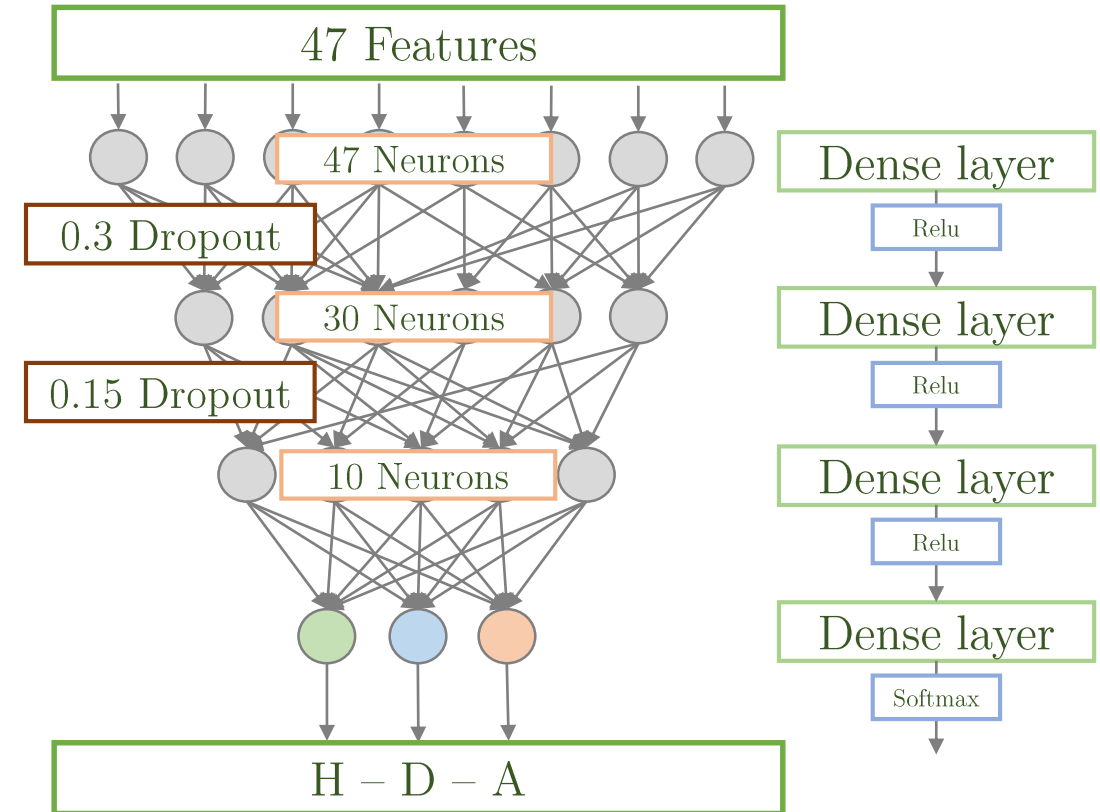 47 Features
47 Neurons
Dense layer
0.3 Dropout
Relu
30 Neurons
Dense layer
0.15 Dropout
Relu
10 Neurons
Dense layer
Relu
Dense layer
Softmax
H – D – A